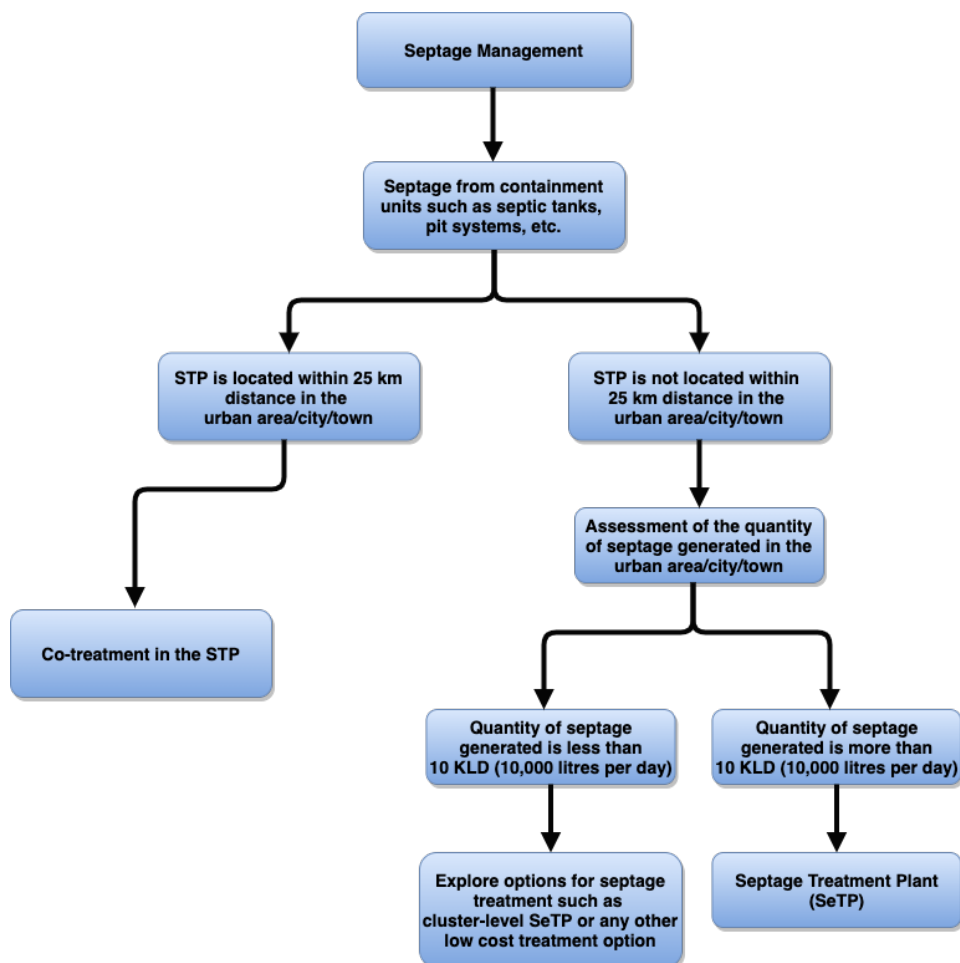 Septage Management
Septage from containment
units such as septic tanks,
pit systems, etc.
STP is located within 25 km
distance in the
urban area/city/town
STP is not located within
25 km distance in the
urban area/city/town
Assessment of the quantity
of septage generated in the
urban area/city/town
Co-treatment in the STP
Quantity of septage
generated is less than
10 KLD (10,000 litres per day)
Quantity of septage
generated is more than
10 KLD (10,000 litres per day)
Explore options for septage
treatment such as
cluster-level SeTP or any other
low cost treatment option
Septage Treatment Plant
(SeTP)